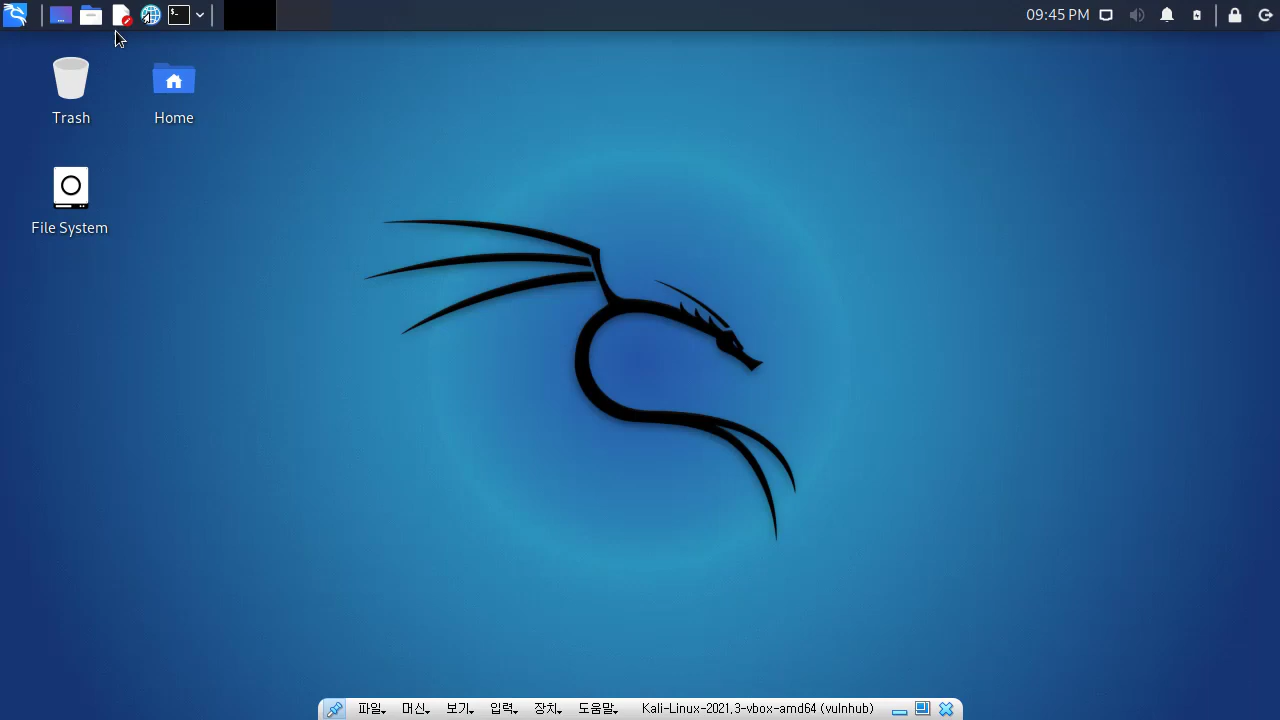 09:45 PM
Trash
Home
File System
파일 머신 보기 입력 장치 도움말 Kali-Linux-2021.3-vbox-amd64 (vulnhub)